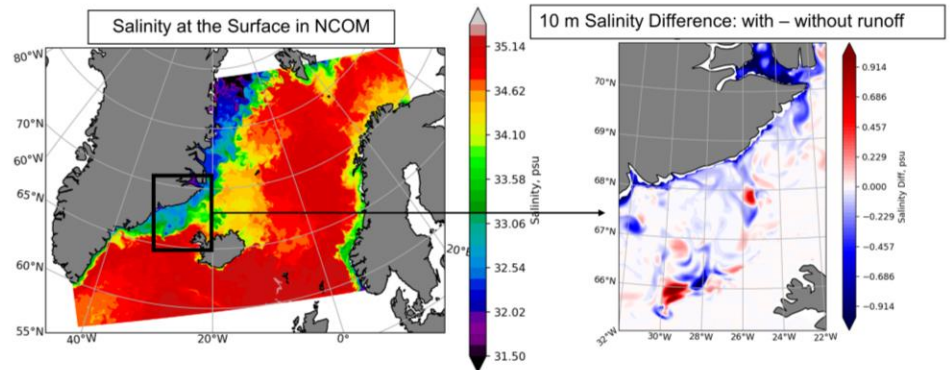 Salinity at the Surface in NCOM
10 m Salinity Difference: with – without runoff
80°W
70°W
60°W
65°N
60°N
55°N
40°W
20°W
0°
20°E
35.14
34.62
34.10
33.58
33.06
32.54
32.02
31.50
Salinity, psu
70°N
69°N
68°N
67°N
66°N
32°W
30°W
28°W
26°W
24°W
22°W
0.914
0.686
0.457
0.229
0.000
−0.229
−0.457
−0.686
−0.914
Salinity Diff, psu